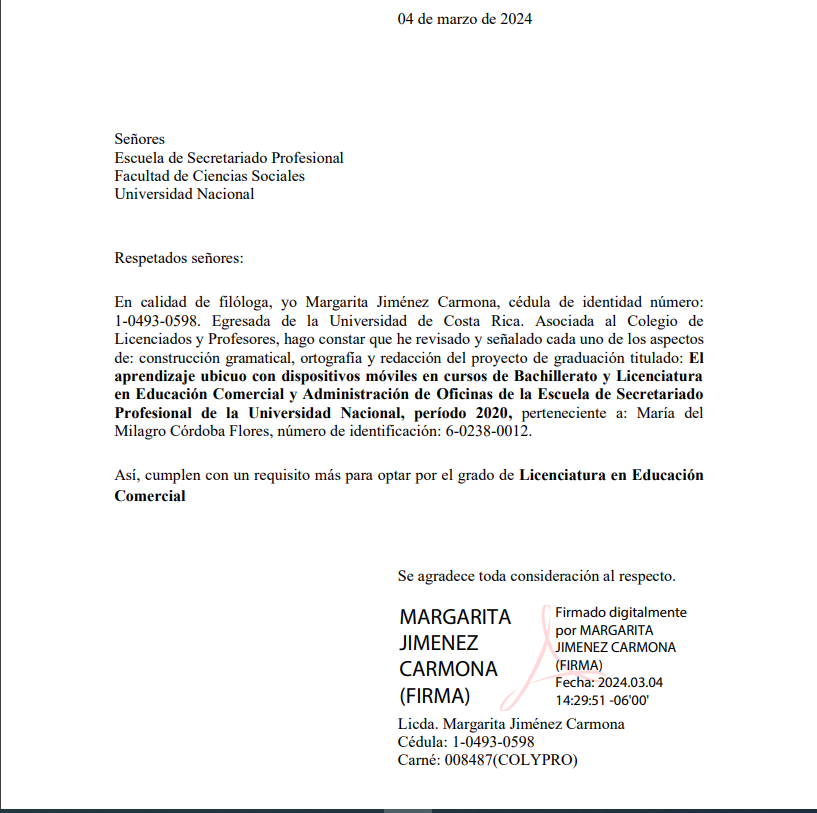 04 de marzo de 2024
Señores
Escuela de Secretariado Profesional
Facultad de Ciencias Sociales
Universidad Nacional
Respetados señores:
En calidad de filóloga, yo Margarita Jiménez Carmona, cédula de identidad número:
1-0493-0598. Egresada de la Universidad de Costa Rica. Asociada al Colegio de
Licenciados y Profesores, hago constar que he revisado y señalado cada uno de los aspectos
de: construcción gramatical, ortografía y redacción del proyecto de graduación titulado: El
aprendizaje ubicuo con dispositivos móviles en cursos de Bachillerato y Licenciatura
en Educación Comercial y Administración de Oficinas de la Escuela de Secretariado
Profesional de la Universidad Nacional, período 2020, perteneciente a: María del
Milagro Córdoba Flores, número de identificación: 6-0238-0012.
Así, cumplen con un requisito más para optar por el grado de Licenciatura en Educación
Comercial
Se agradece toda consideración al respecto.
MARGARITA
JIMENEZ
CARMONA
(FIRMA)
Firmado digitalmente
por MARGARITA
JIMENEZ CARMONA
(FIRMA)
Fecha: 2024.03.04
14:29:51 -06'00'
Licda. Margarita Jiménez Carmona
Cédula: 1-0493-0598
Carné: 008487(COLYPRO)